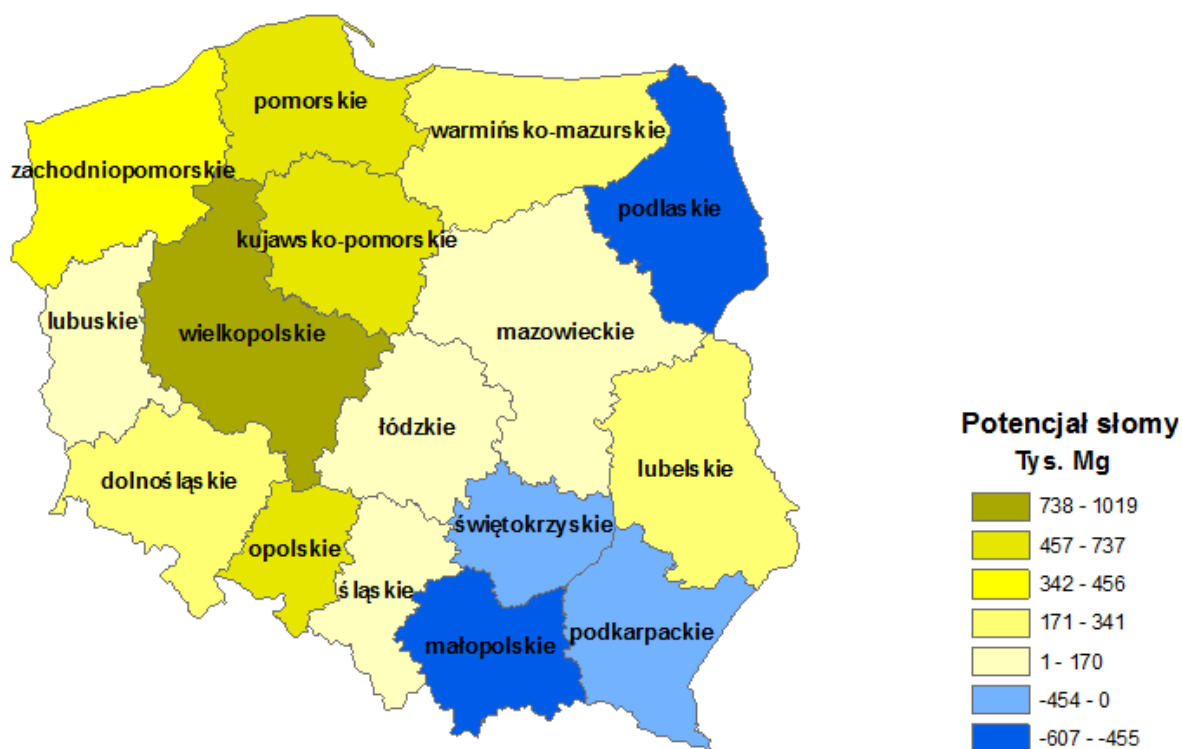 pomorskie
warmińsko-mazurskie
zachodniopomorskie
podlaskie
kujawsko-pomorskie
lubuskie
wielkopolskie
mazowieckie
łódzkie
lubelskie
dolnośląskie
świętokrzyskie
opolskie
śląskie
podkarpackie
małopolskie
Potencjał słomy
Tys. Mg
738 - 1019
457 - 737
342 - 456
171 - 341
1 - 170
-454 - 0
-607 - -455